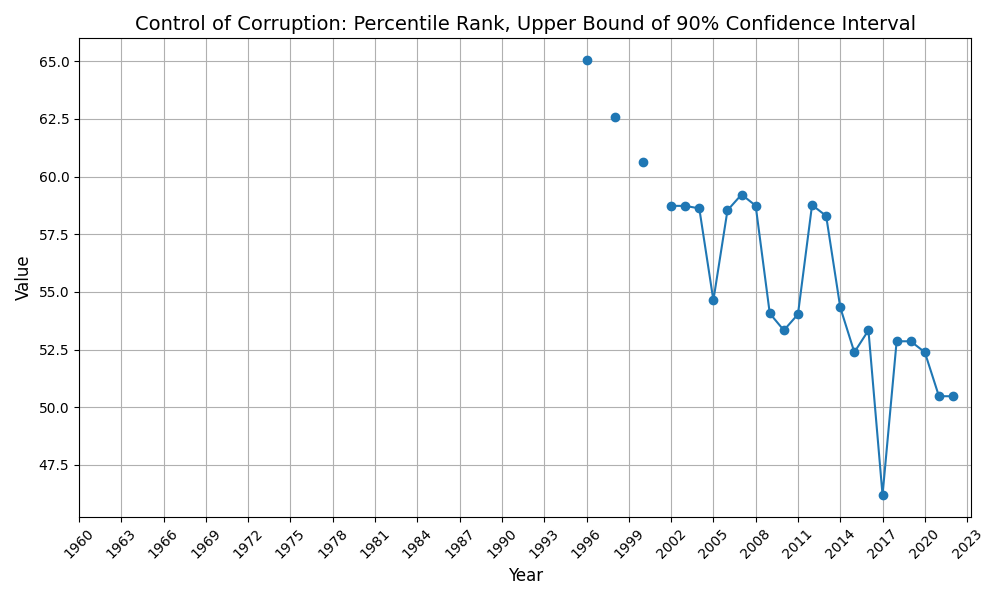 Control of Corruption: Percentile Rank, Upper Bound of 90% Confidence Interval
Value
65.0
62.5
60.0
57.5
55.0
52.5
50.0
47.5
1960 1963 1966 1969 1972 1975 1978 1981 1984 1987 1990 1993 1996 1999 2002 2005 2008 2011 2014 2017 2020 2023
Year